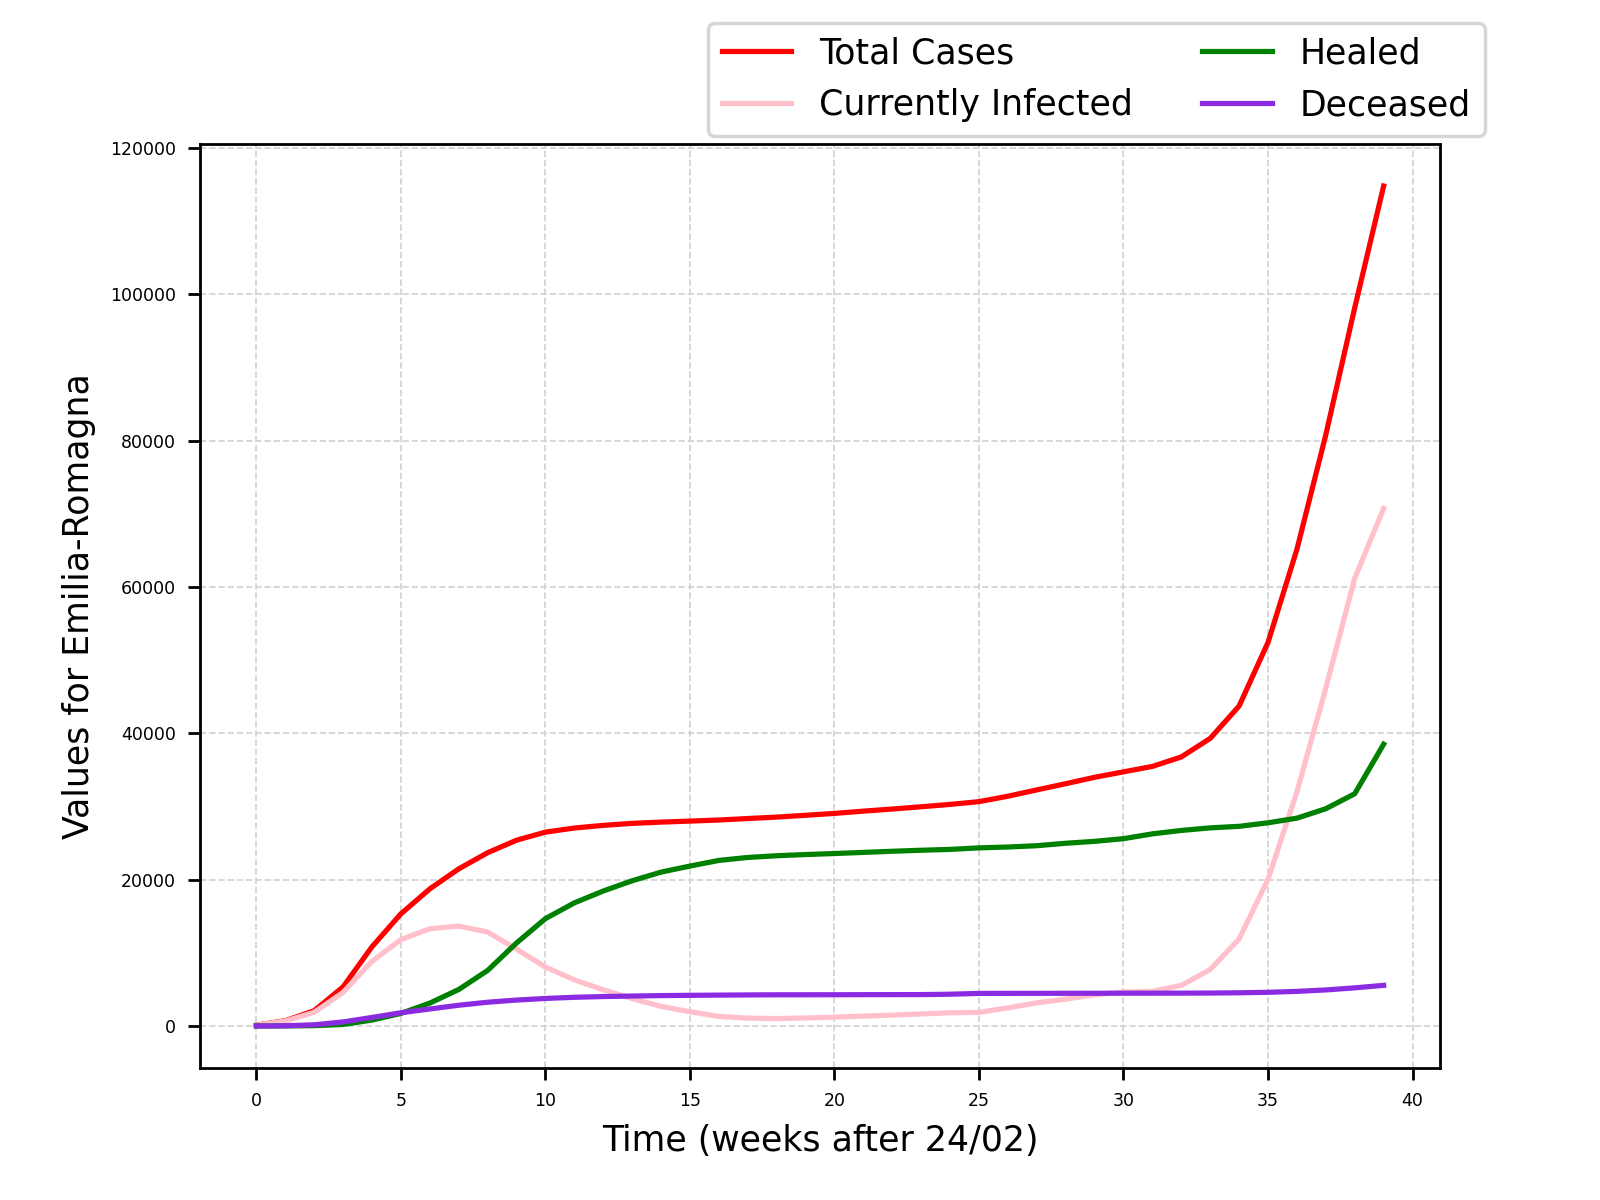 Total Cases
Currently Infected
Healed
Deceased
120000
100000
80000
60000
40000
20000
0
Values for Emilia-Romagna
0 5 10 15 20 25 30 35 40
Time (weeks after 24/02)